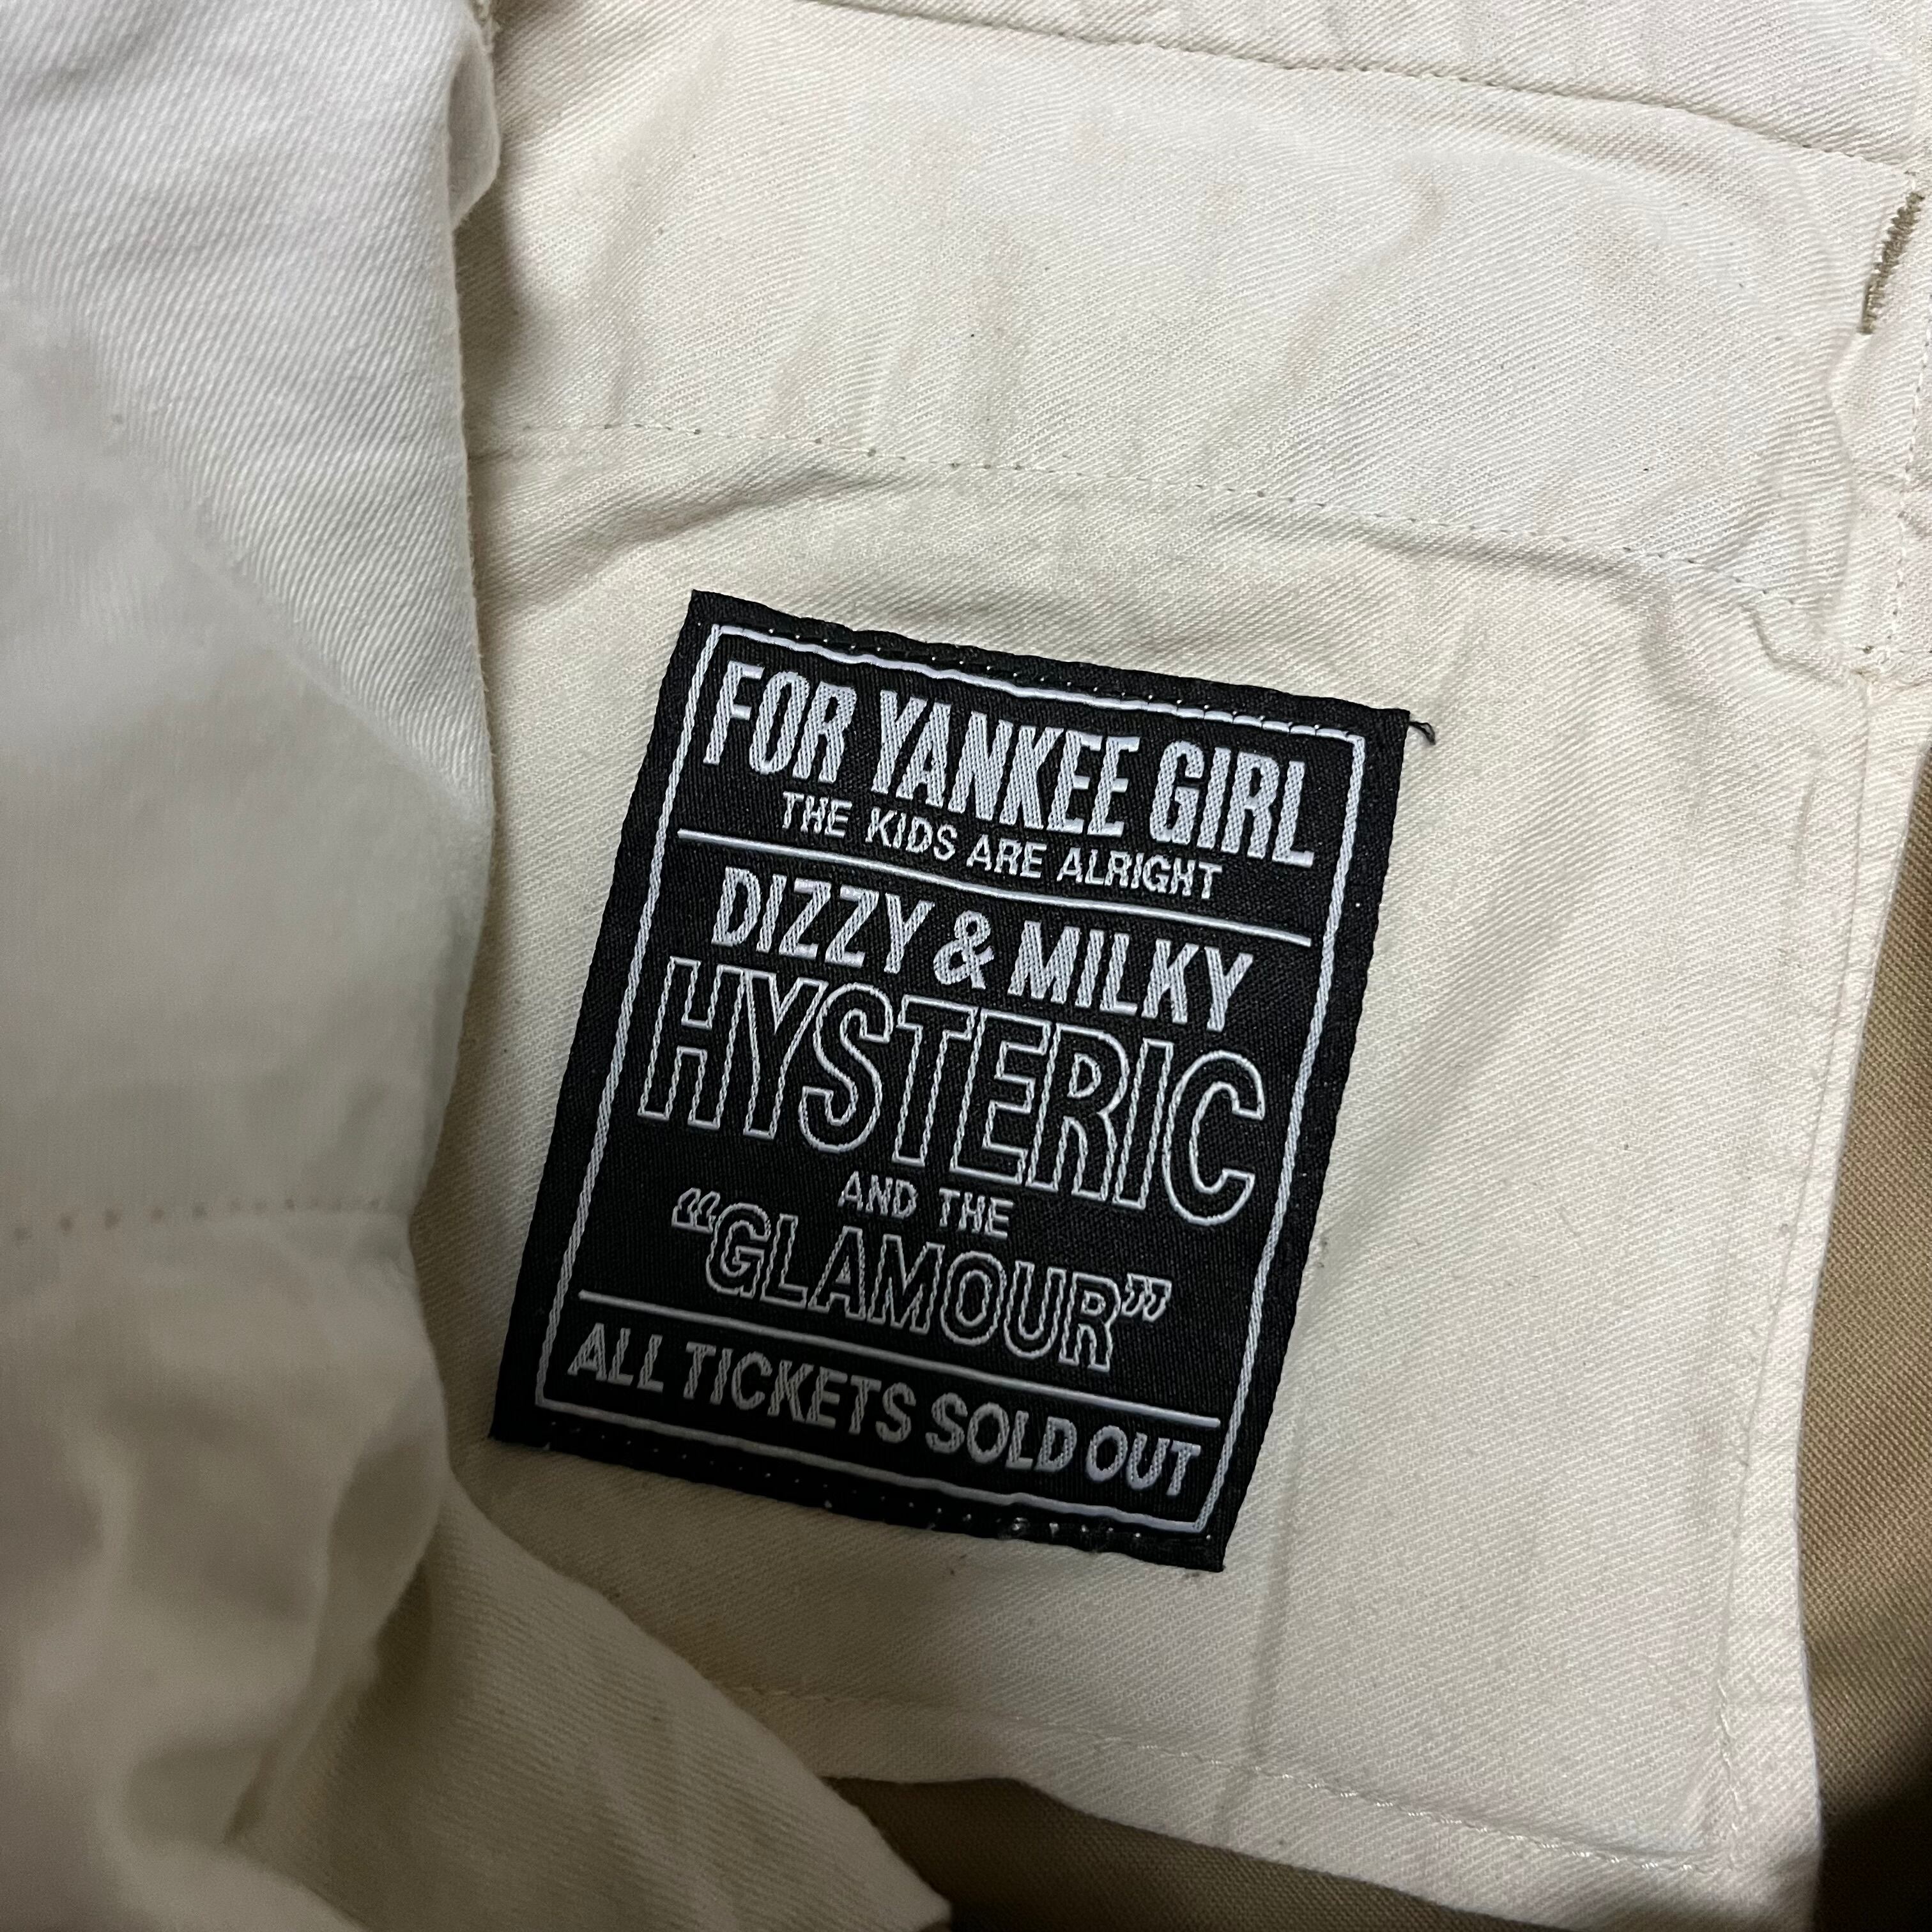 FOR YANKEE GIRL
THE KIDS ARE ALRIGHT
DIZZY & MILKY
HYSTERIC
AND THE
“GLAMOUR”
ALL TICKETS SOLD OUT